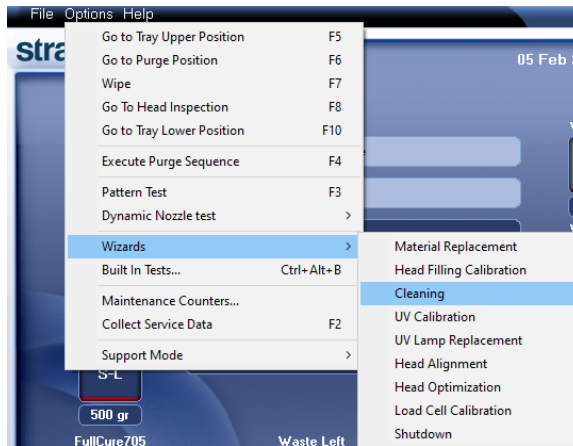 File Options Help
stra
05 Feb
Go to Tray Upper Position F5
Go to Purge Position F6
Wipe F7
Go To Head Inspection F8
Go to Tray Lower Position F10
Execute Purge Sequence F4
Pattern Test F3
Dynamic Nozzle test >
Wizards >
Built In Tests... Ctrl+Alt+B
Maintenance Counters...
Collect Service Data F2
Support Mode >
Material Replacement
Head Filling Calibration
Cleaning
UV Calibration
UV Lamp Replacement
Head Alignment
Head Optimization
Load Cell Calibration
Shutdown
S-L
500 gr
FullCure705 Waste Left